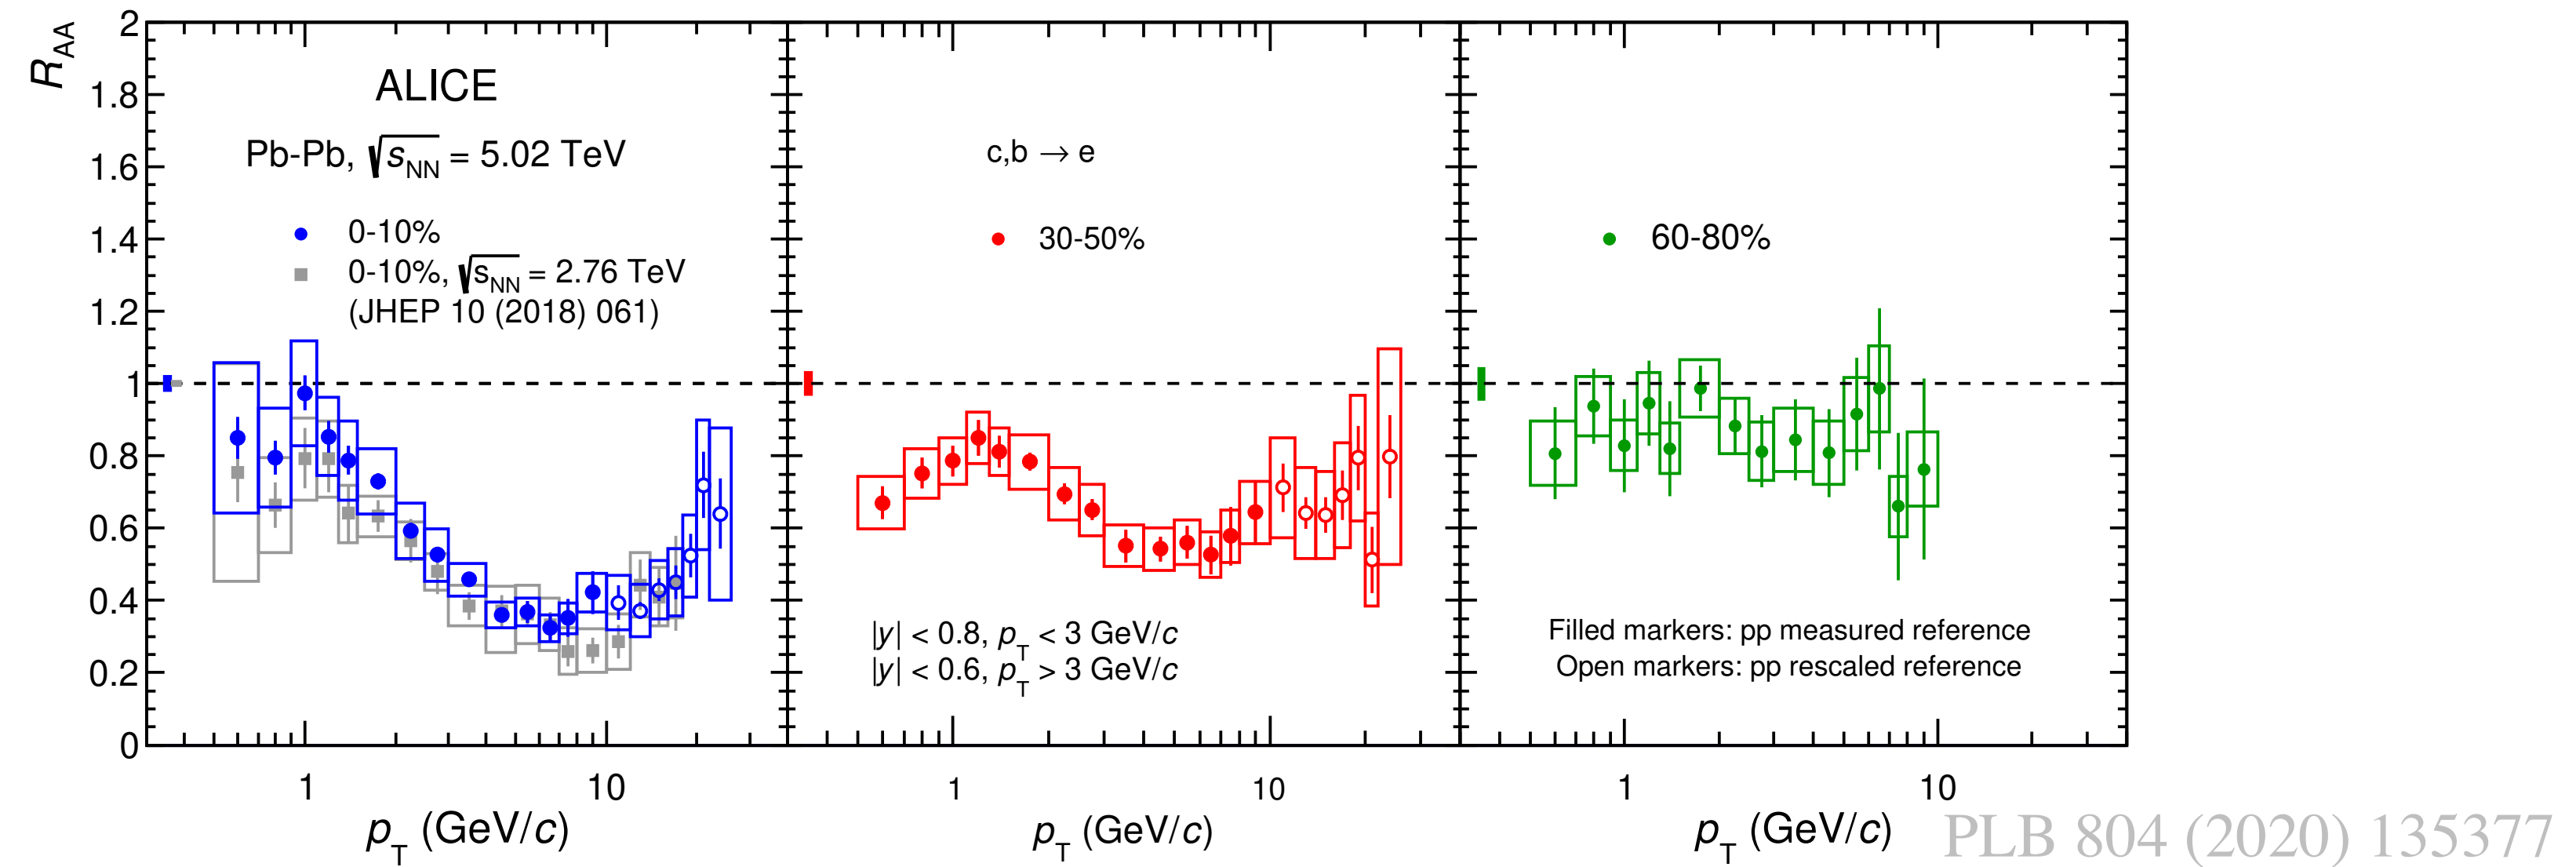 R_AA
2
1.8
1.6
1.4
1.2
1
0.8
0.6
0.4
0.2
0
ALICE
Pb-Pb, √s_NN = 5.02 TeV
0-10%
0-10%, √s_NN = 2.76 TeV
(JHEP 10 (2018) 061)
1 10
p_T (GeV/c)
c,b → e
30-50%
|y| < 0.8, p_T < 3 GeV/c
|y| < 0.6, p_T > 3 GeV/c
1 10
p_T (GeV/c)
60-80%
Filled markers: pp measured reference
Open markers: pp rescaled reference
1 10
p_T (GeV/c)
PLB 804 (2020) 135377